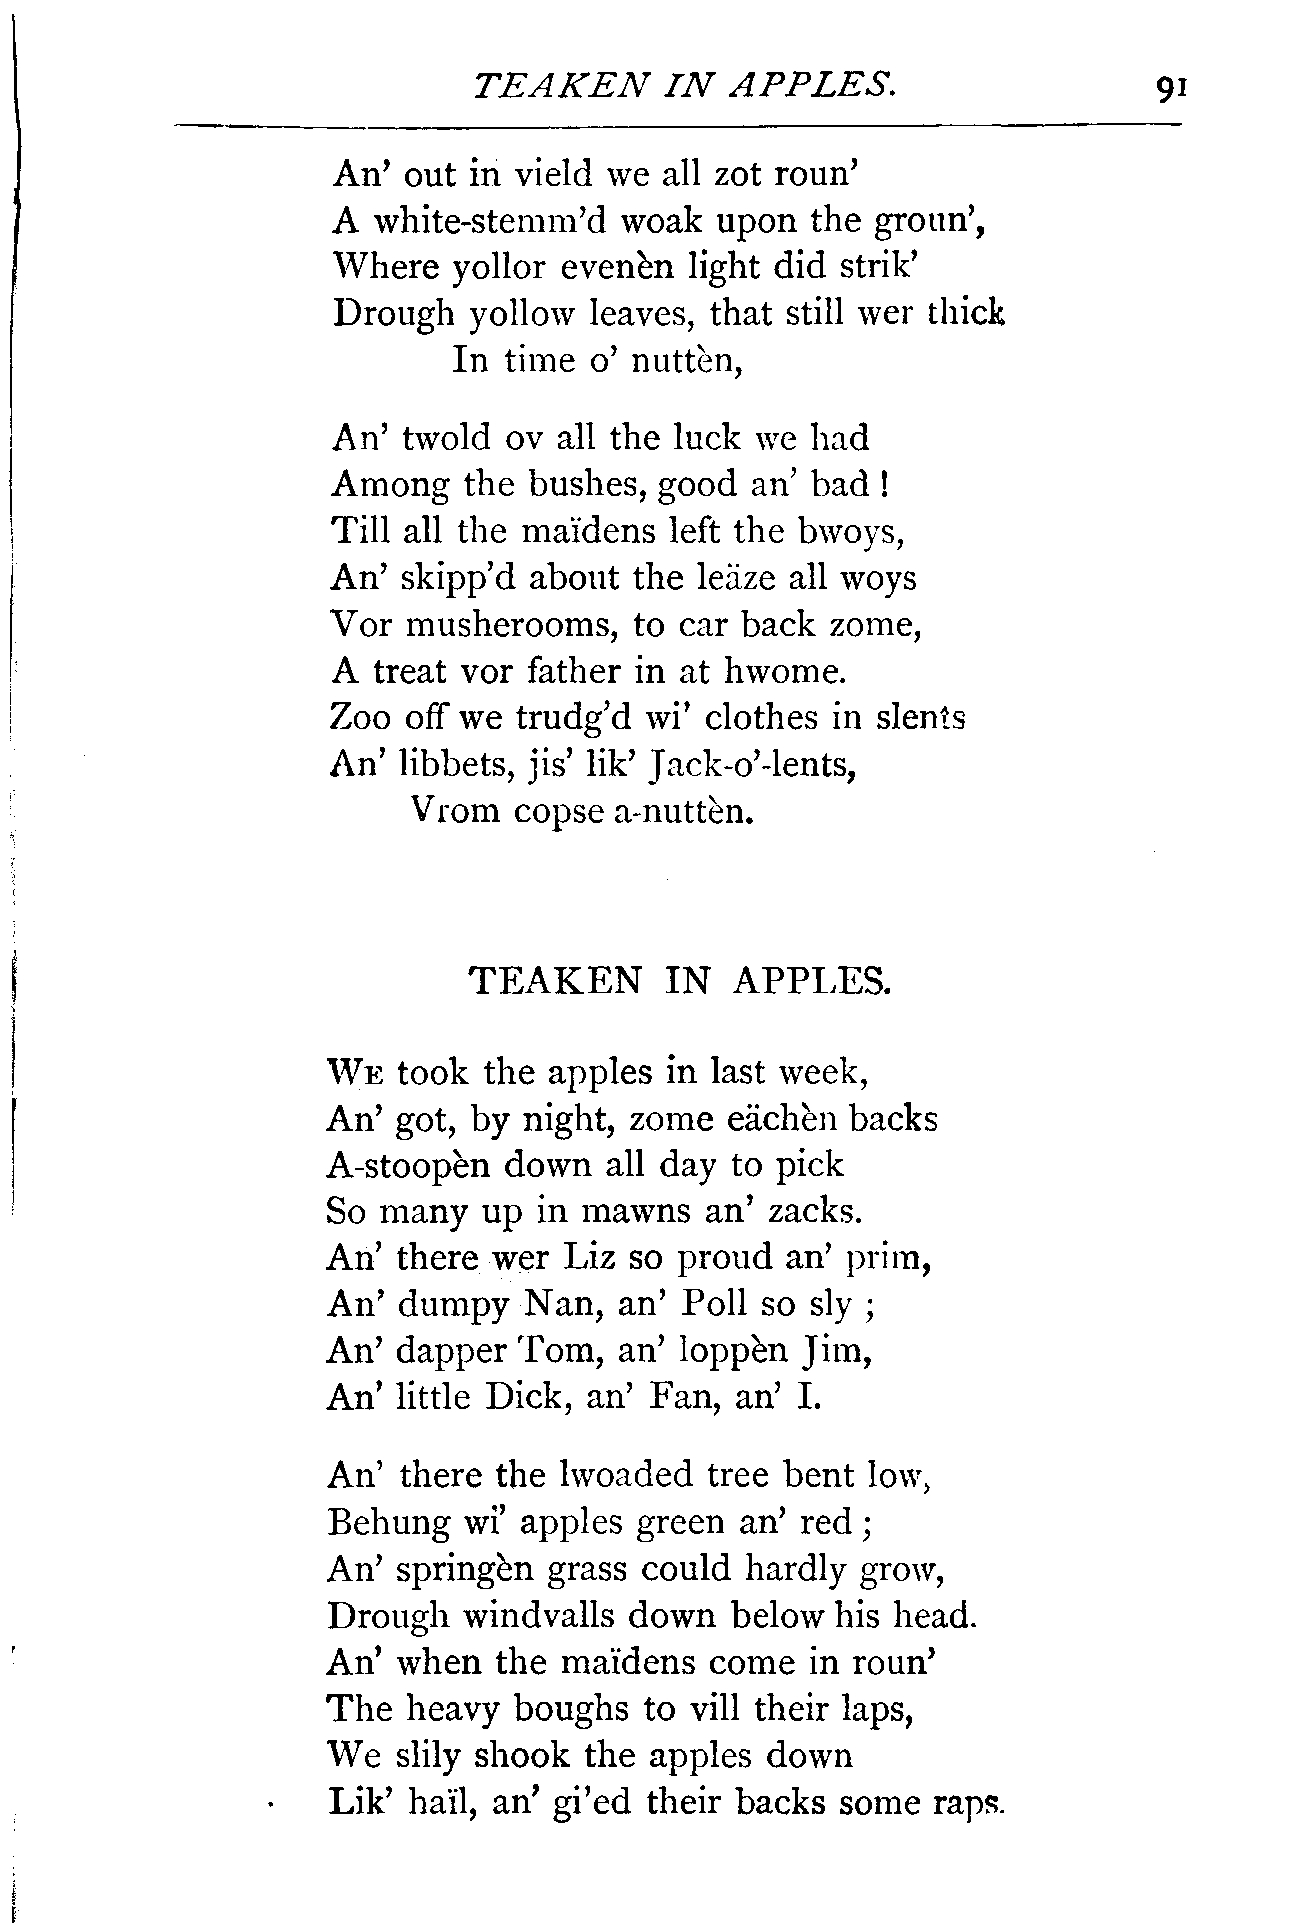 TEAKEN IN APPLES. 91
An' out in vield we all zot roun'
A white-stemm'd woak upon the groun',
Where yollor evenèn light did strik'
Drough yollow leaves, that still wer thick
In time o' nuttèn,
An' twold ov all the luck we had
Among the bushes, good an' bad !
Till all the maïdens left the bwoys,
An' skipp'd about the leäze all woys
Vor musherooms, to car back zome,
A treat vor father in at hwome.
Zoo off we trudg'd wi' clothes in slents
An' libbets, jis' lik' Jack-o'-lents,
Vrom copse a-nuttèn.
TEAKEN IN APPLES.
WE took the apples in last week,
An' got, by night, zome eächèn backs
A-stoopèn down all day to pick
So many up in mawns an' zacks.
An' there wer Liz so proud an' prim,
An' dumpy Nan, an' Poll so sly ;
An' dapper Tom, an' loppèn Jim,
An' little Dick, an' Fan, an' I.
An' there the lwoaded tree bent low,
Behung wi' apples green an' red ;
An' springèn grass could hardly grow,
Drough windvalls down below his head.
An' when the maïdens come in roun'
The heavy boughs to vill their laps,
We slily shook the apples down
Lik' haïl, an' gi'ed their backs some raps.